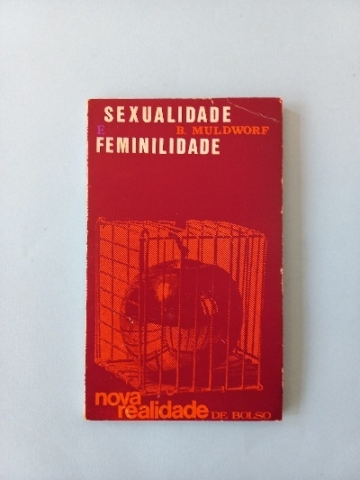 SEXUALIDADE
E B. MULDWORF
FEMINILIDADE
nova
realidade DE BOLSO